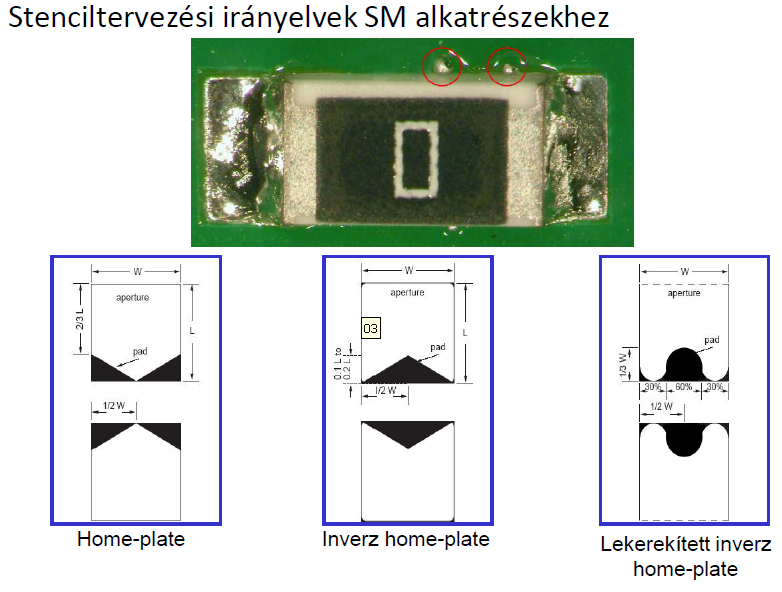 Stenciltervezési irányelvek SM alkatrészekhez
0
W
aperture
2/3 L
L
pad
1/2 W
Home-plate
W
aperture
03
L
pad
0.1 L to
0.2 L
1/2 W
Inverz home-plate
W
aperture
pad
1/3 W
30% 60% 30%
1/2 W
Lekerekített inverz
home-plate